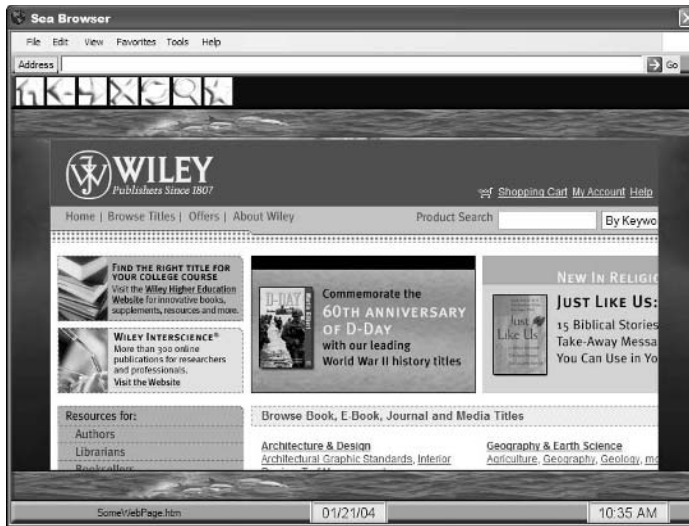 Sea Browser
File Edit View Favorites Tools Help
Address Go
WILEY
Publishers Since 1807
Shopping Cart My Account Help
Home | Browse Titles | Offers | About Wiley Product Search By Keywo
FIND THE RIGHT TITLE FOR
YOUR COLLEGE COURSE
Visit the Wiley Higher Education
Website for innovative books,
supplements, resources and more.
WILEY INTERSCIENCE®
More than 300 online
publications for researchers
and professionals.
Visit the Website
D-DAY
Commemorate the
60TH ANNIVERSARY
OF D-DAY
with our leading
World War II history titles
NEW IN RELIGIO
Just
Like Us
JUST LIKE US:
15 Biblical Stories
Take-Away Messa
You Can Use in Yo
Resources for:
Authors
Librarians
Booksellers
Browse Book, E-Book, Journal and Media Titles
Architecture & Design
Architectural Graphic Standards, Interior
Geography & Earth Science
Agriculture, Geography, Geology, mo
SomeWebPage.htm 01/21/04 10:35 AM